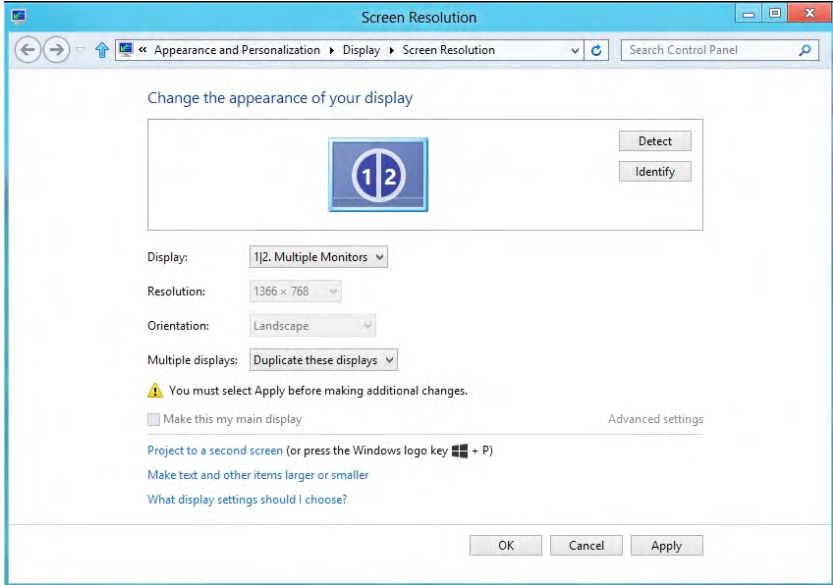 Screen Resolution
« Appearance and Personalization ▸ Display ▸ Screen Resolution
Search Control Panel
Change the appearance of your display
Detect
1 2
Identify
Display: 1|2. Multiple Monitors
Resolution: 1366 × 768
Orientation: Landscape
Multiple displays: Duplicate these displays
You must select Apply before making additional changes.
Make this my main display Advanced settings
Project to a second screen (or press the Windows logo key + P)
Make text and other items larger or smaller
What display settings should I choose?
OK Cancel Apply